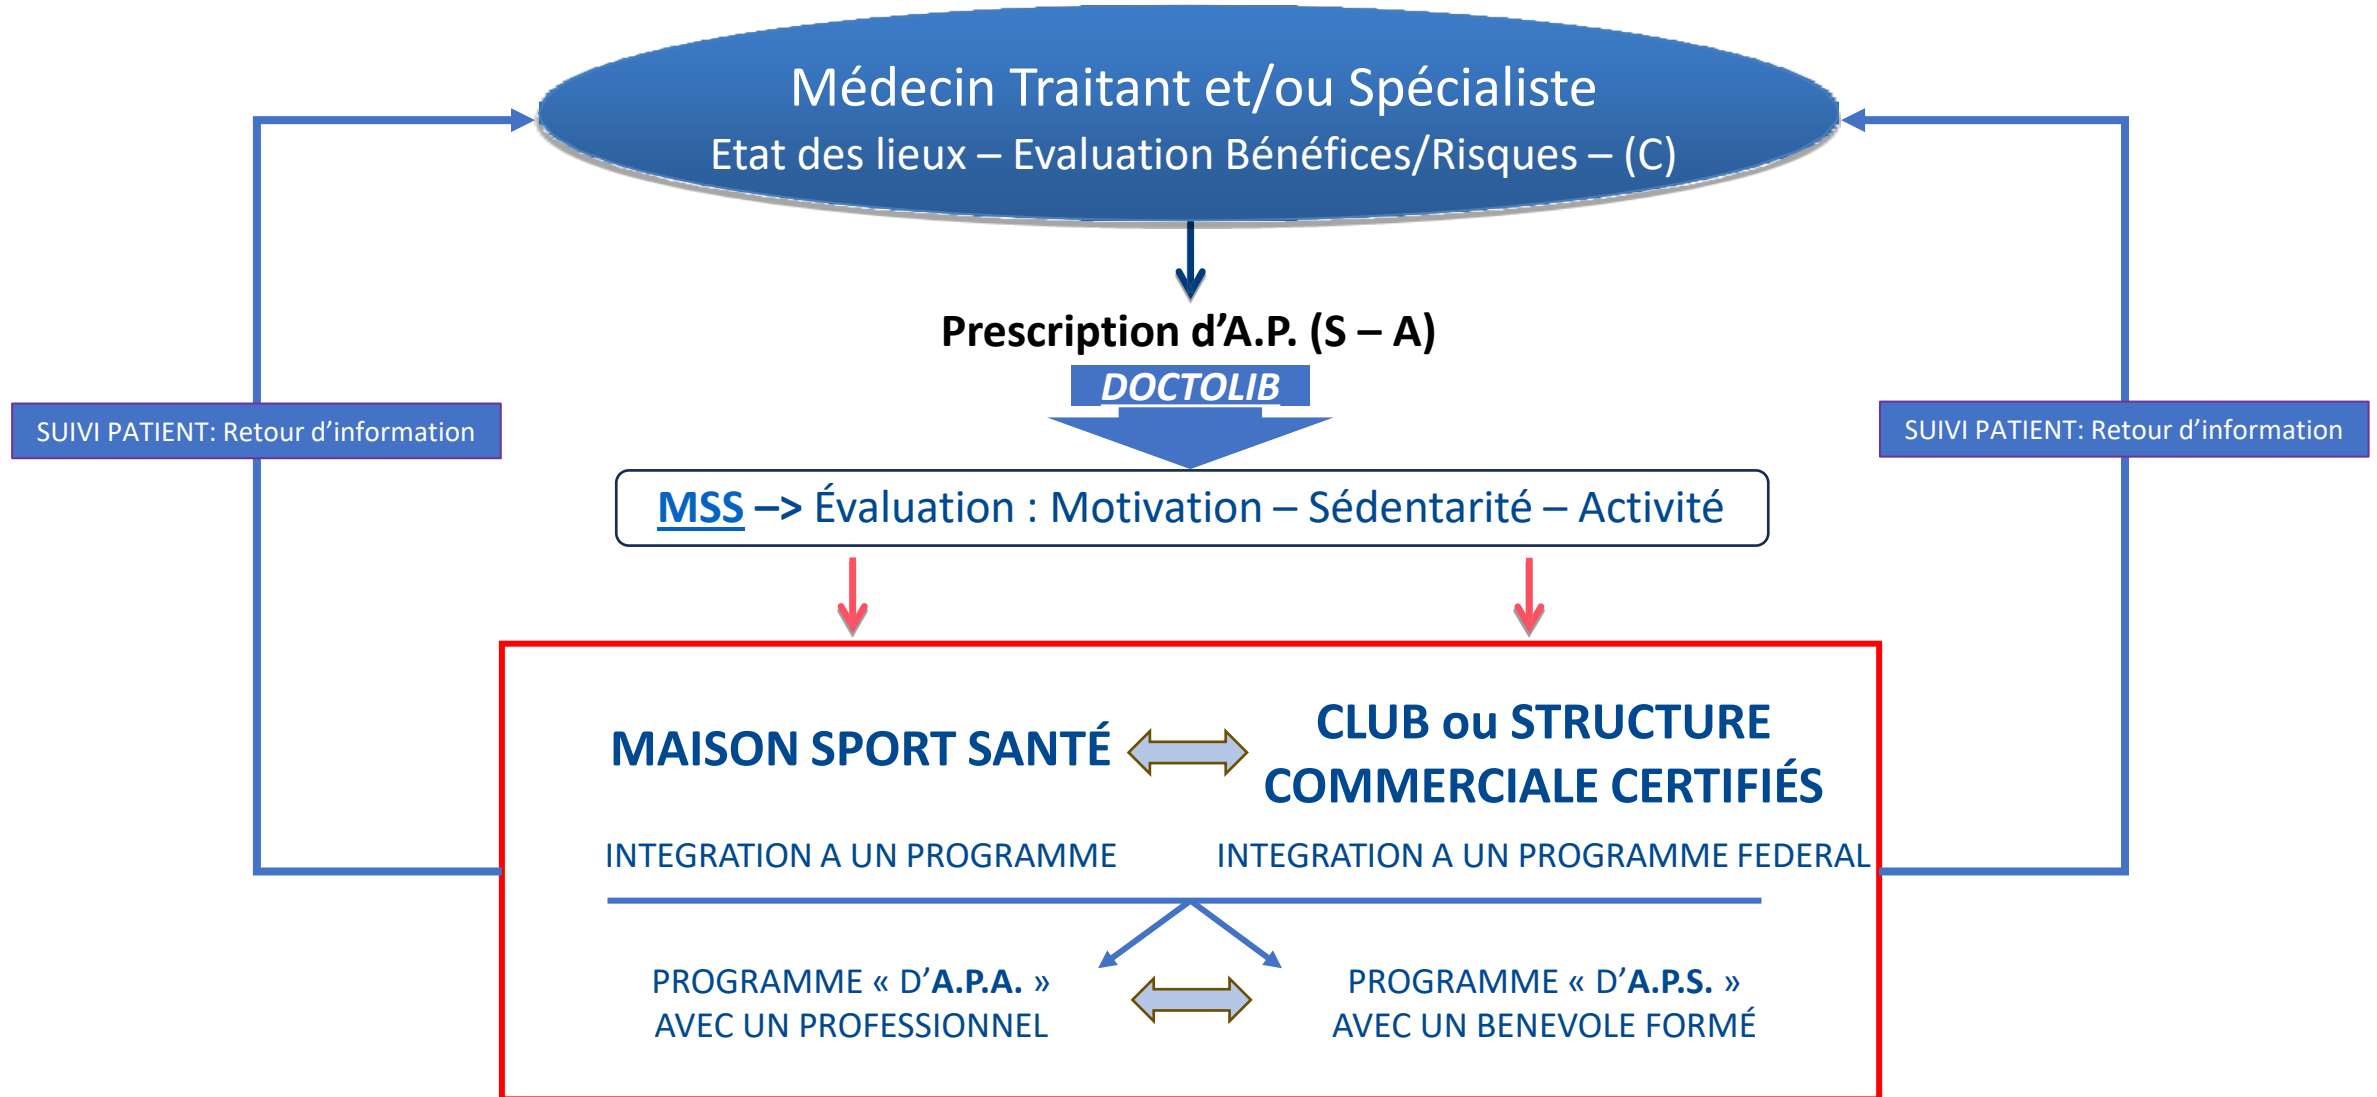 Médecin Traitant et/ou Spécialiste
Etat des lieux – Evaluation Bénéfices/Risques – (C)
Prescription d’A.P. (S – A)
DOCTOLIB
SUIVI PATIENT: Retour d’information
SUIVI PATIENT: Retour d’information
MSS –> Évaluation : Motivation – Sédentarité – Activité
MAISON SPORT SANTÉ
CLUB ou STRUCTURE
COMMERCIALE CERTIFIÉS
INTEGRATION A UN PROGRAMME
INTEGRATION A UN PROGRAMME FEDERAL
PROGRAMME « D’A.P.A. »
AVEC UN PROFESSIONNEL
PROGRAMME « D’A.P.S. »
AVEC UN BENEVOLE FORMÉ